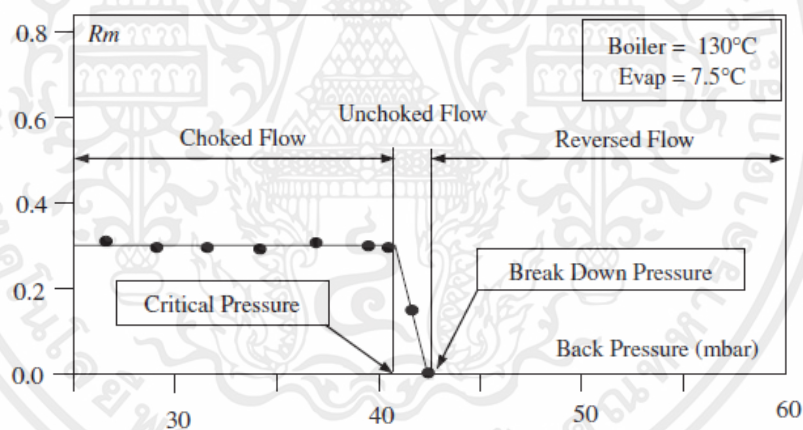 0.8
Rm
Boiler = 130°C
Evap = 7.5°C
0.6
Unchoked Flow
Choked Flow
Reversed Flow
0.4
0.2
Critical Pressure
Break Down Pressure
Back Pressure (mbar)
0.0
30
40
50
60